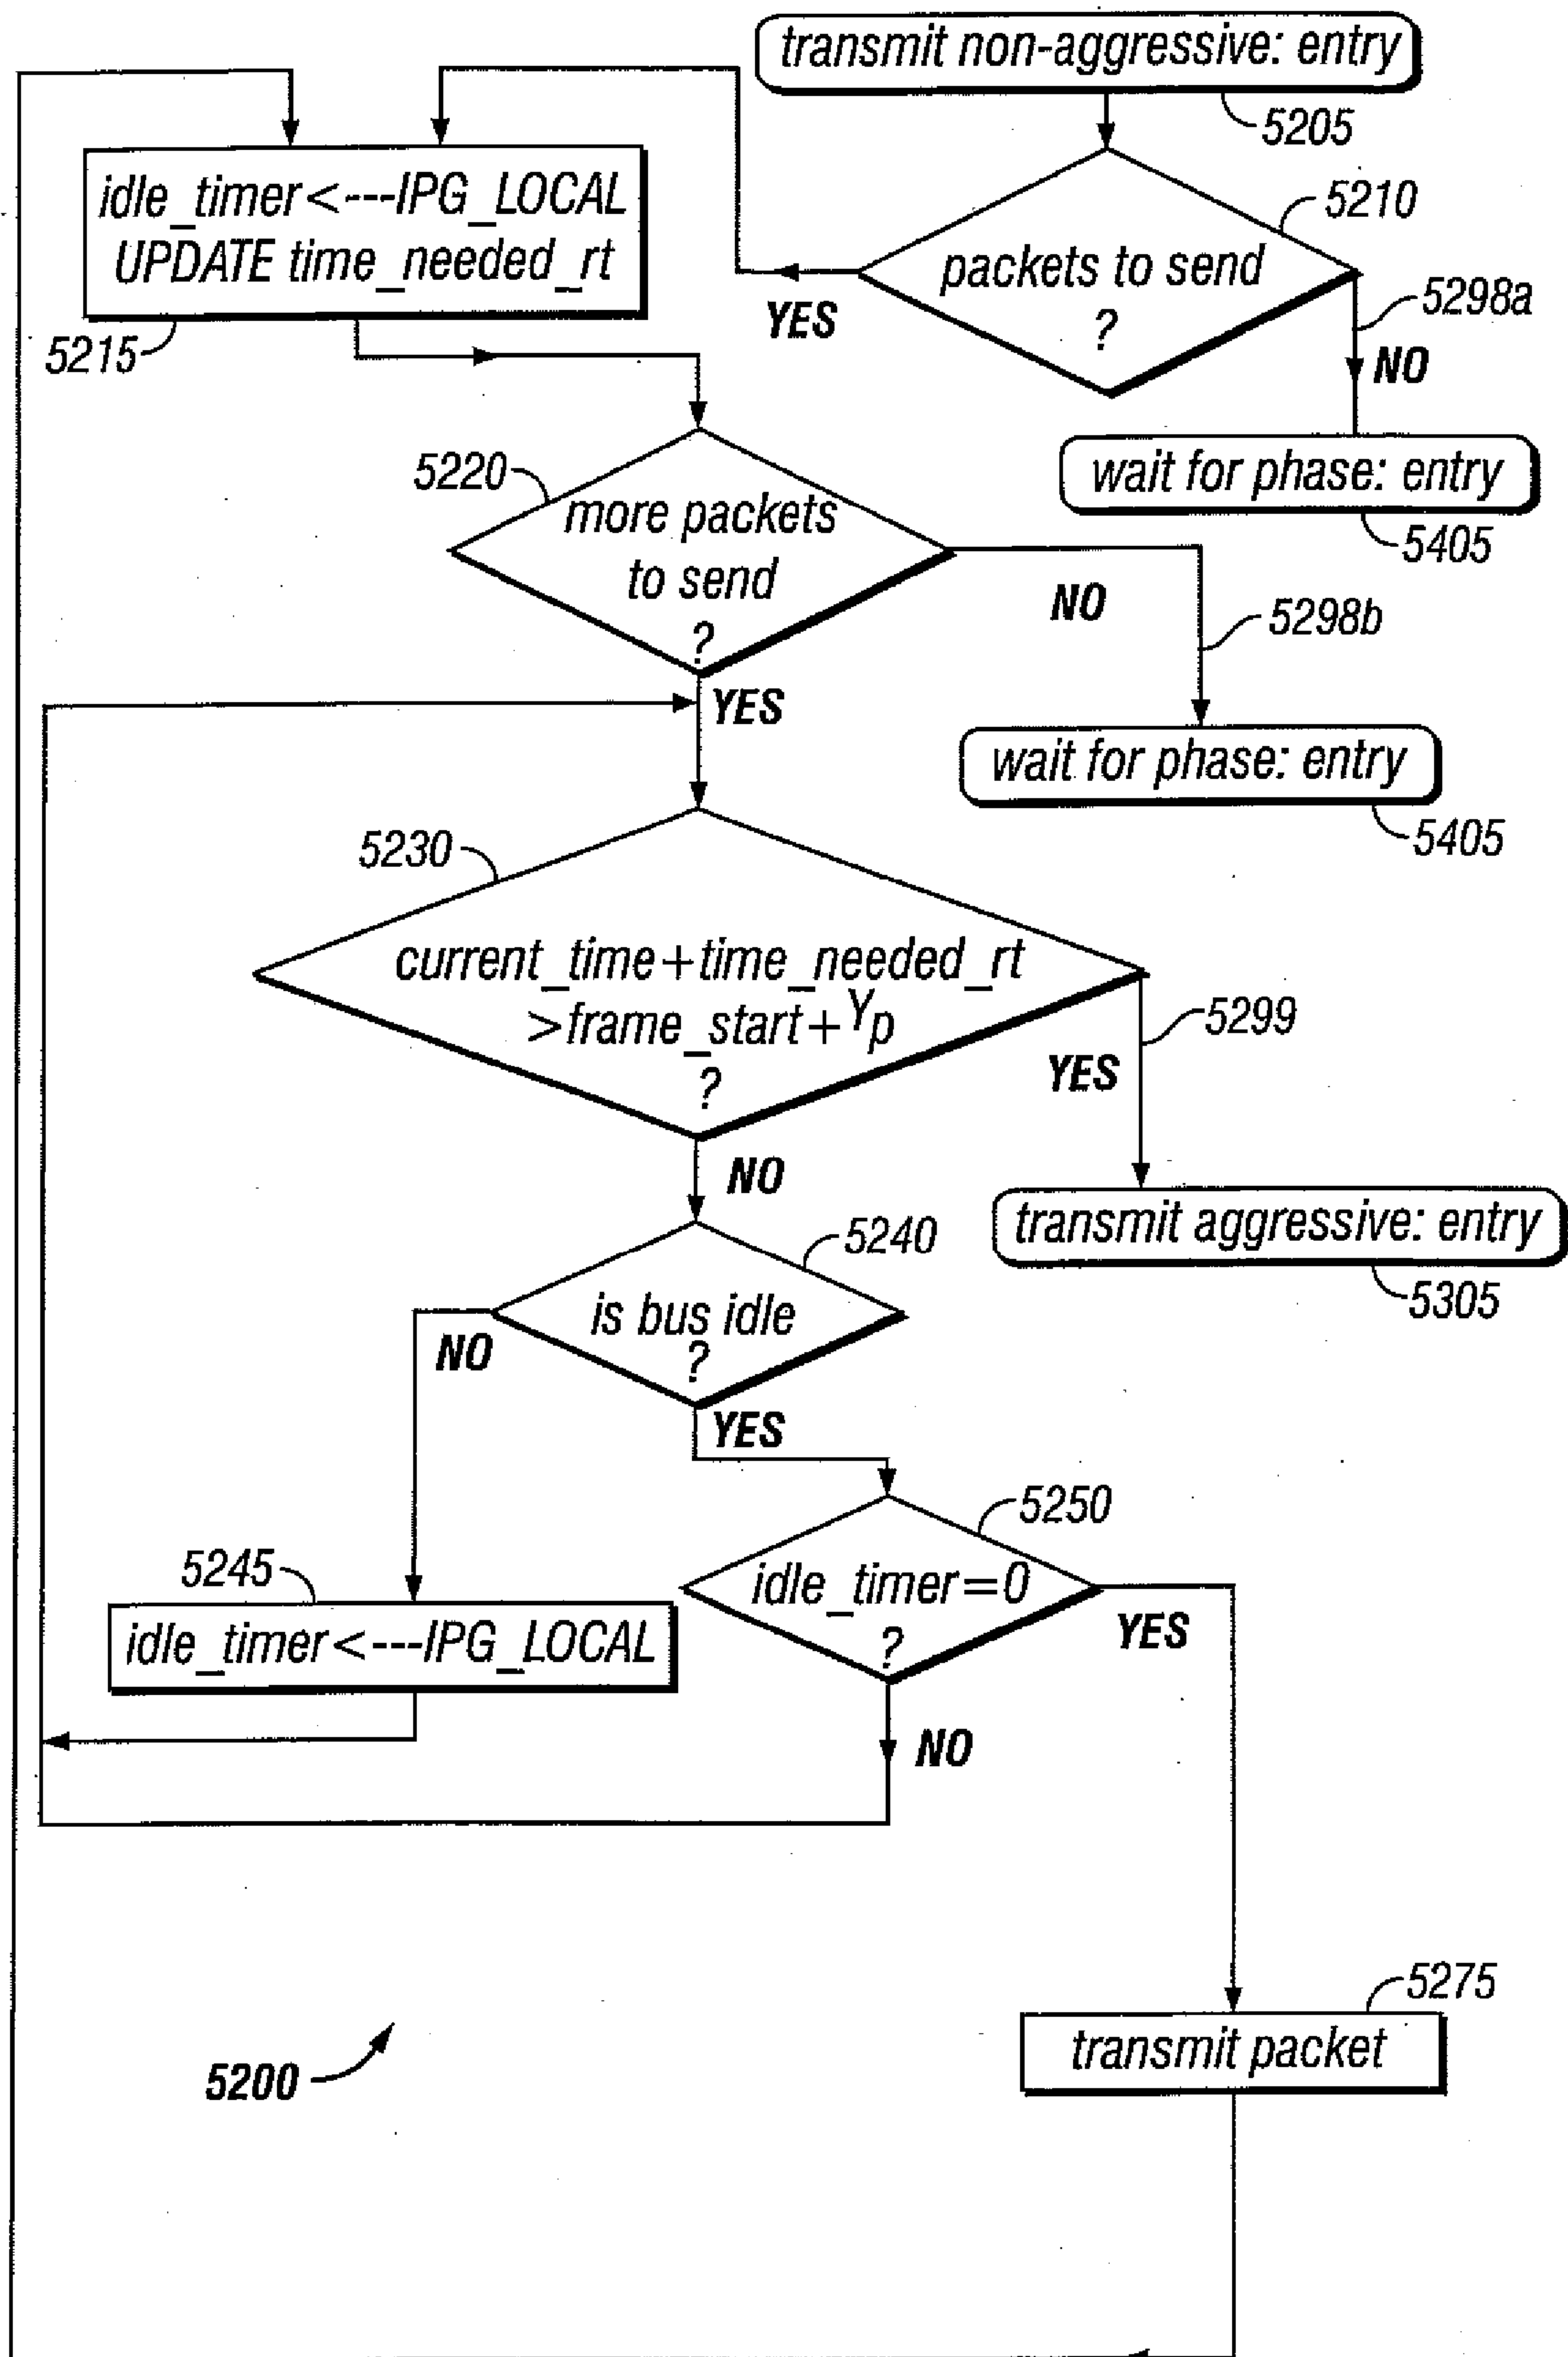 transmit non-aggressive: entry
5205
idle_timer<---IPG_LOCAL
UPDATE time_needed_rt
5215
5210
packets to send
?
YES
5298a
NO
wait for phase: entry
5405
5220
more packets
to send
?
NO
5298b
YES
wait for phase: entry
5405
5230
current_time+time_needed_rt
>frame_start+Yp
?
5299
YES
NO
transmit aggressive: entry
5305
5240
is bus idle
?
NO
YES
5250
idle_timer=0
?
YES
5245
idle_timer<---IPG_LOCAL
NO
5275
transmit packet
5200